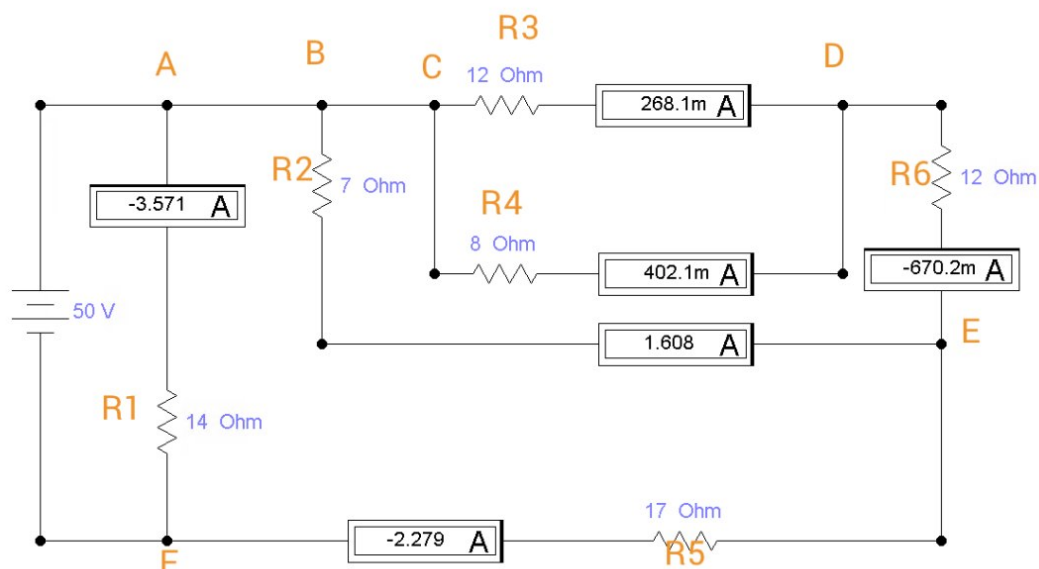 R3
A
B
C
D
12 Ohm
268.1m A
R2
7 Ohm
R6
12 Ohm
-3.571 A
R4
8 Ohm
402.1m A
-670.2m A
50 V
1.608 A
E
R1
14 Ohm
17 Ohm
-2.279 A
R5